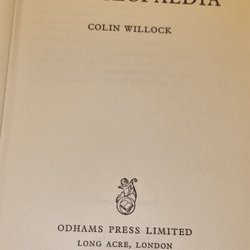 COLIN WILLOCK
ODHAMS PRESS LIMITED
LONG ACRE, LONDON